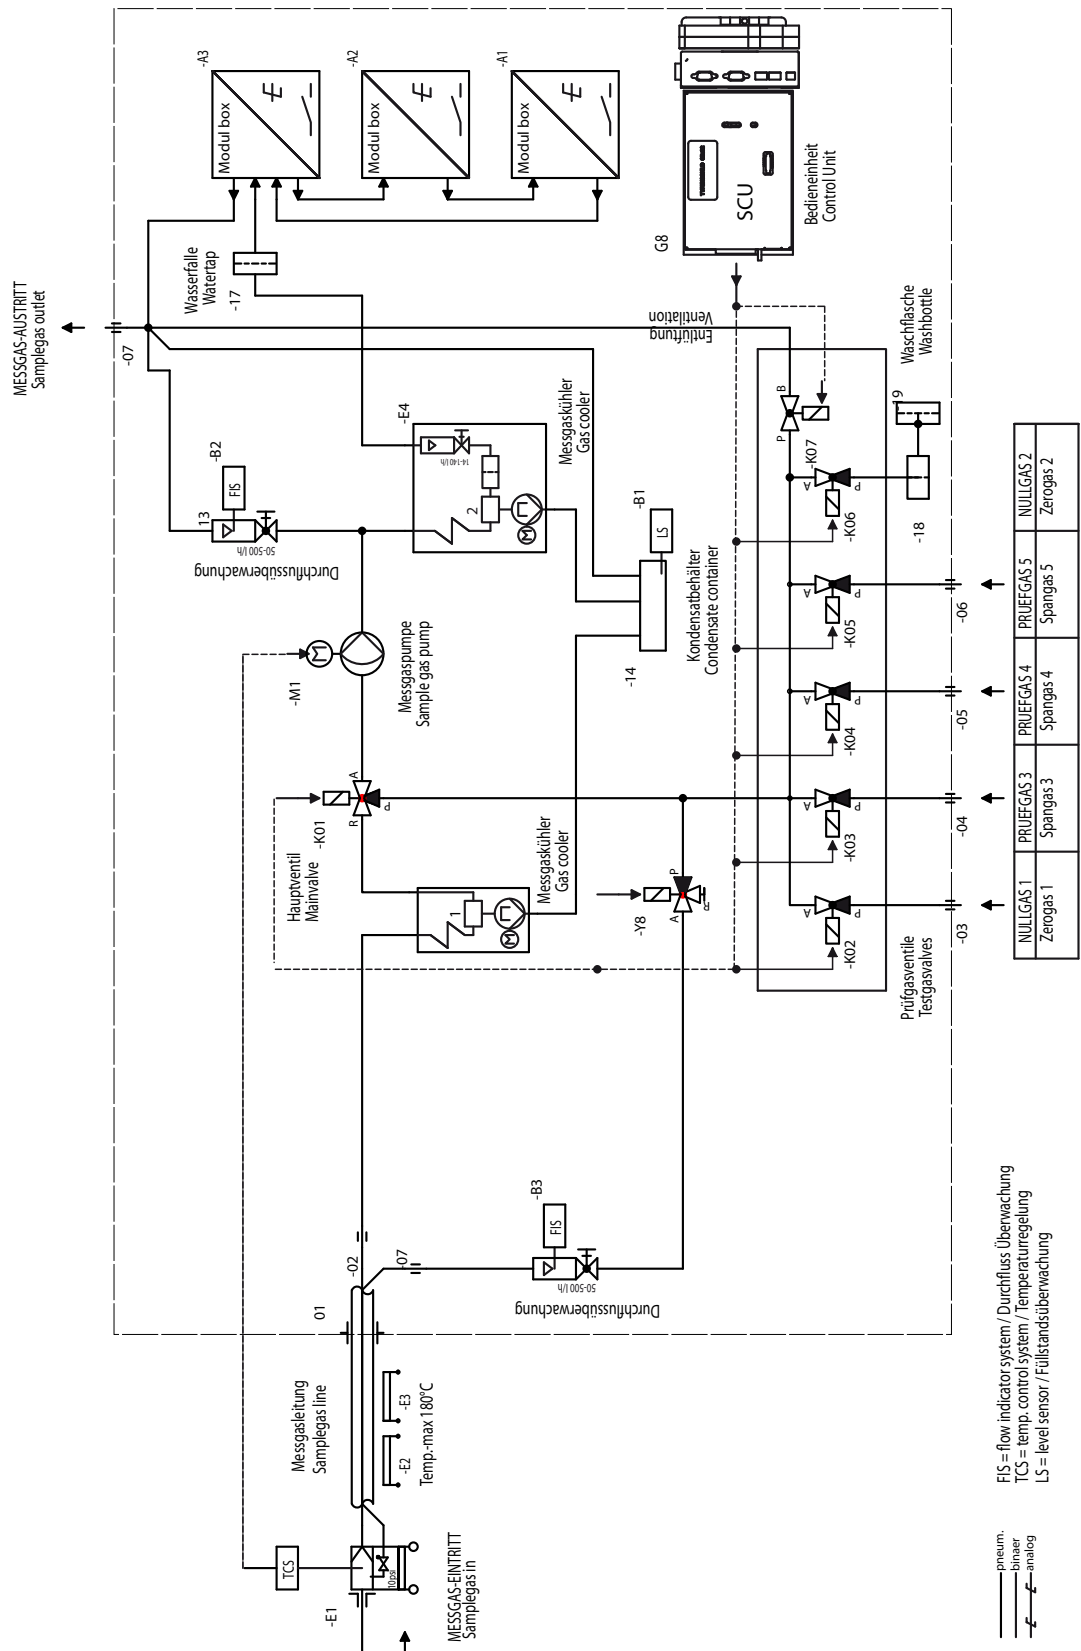 MESSGAS-AUSTRITT
Samplegas outlet
-07
-A3
Modul box
-A2
Modul box
-A1
Modul box
Wasserfalle
Watertap
-17
G8
SCU
Bedieneinheit
Control Unit
Entlüftung
Ventilation
-B2
FIS
13
50-500 l/h
Durchflussüberwachung
-E4
14-140 l/h
2
M
Messgaskühler
Gas cooler
-B1
LS
-14
Kondensatbehälter
Condensate container
Waschflasche
Washbottle
19
-18
-M1
M
Messgaspumpe
Sample gas pump
-K01
R
A
P
Hauptventil
Mainvalve
1
M
Messgaskühler
Gas cooler
-Y8
A
P
R
B
P
-K07
A
P
-K06
A
P
-K05
A
P
-K04
A
P
-K03
A
P
-K02
Prüfgasventile
Testgasvalves
-06
-05
-04
-03
NULLGAS 2
Zerogas 2
PRUEFGAS 5
Spangas 5
PRUEFGAS 4
Spangas 4
PRUEFGAS 3
Spangas 3
NULLGAS 1
Zerogas 1
-B3
FIS
50-500 l/h
Durchflussüberwachung
-02
-07
01
Messgasleitung
Samplegas line
-E3
-E2
Temp.-max 180°C
TCS
-E1
10psi
MESSGAS-EINTRITT
Samplegas in
FIS = flow indicator system / Durchfluss Überwachung
TCS = temp. control system / Temperaturregelung
LS = level sensor / Füllstandsüberwachung
pneum.
binaer
analog